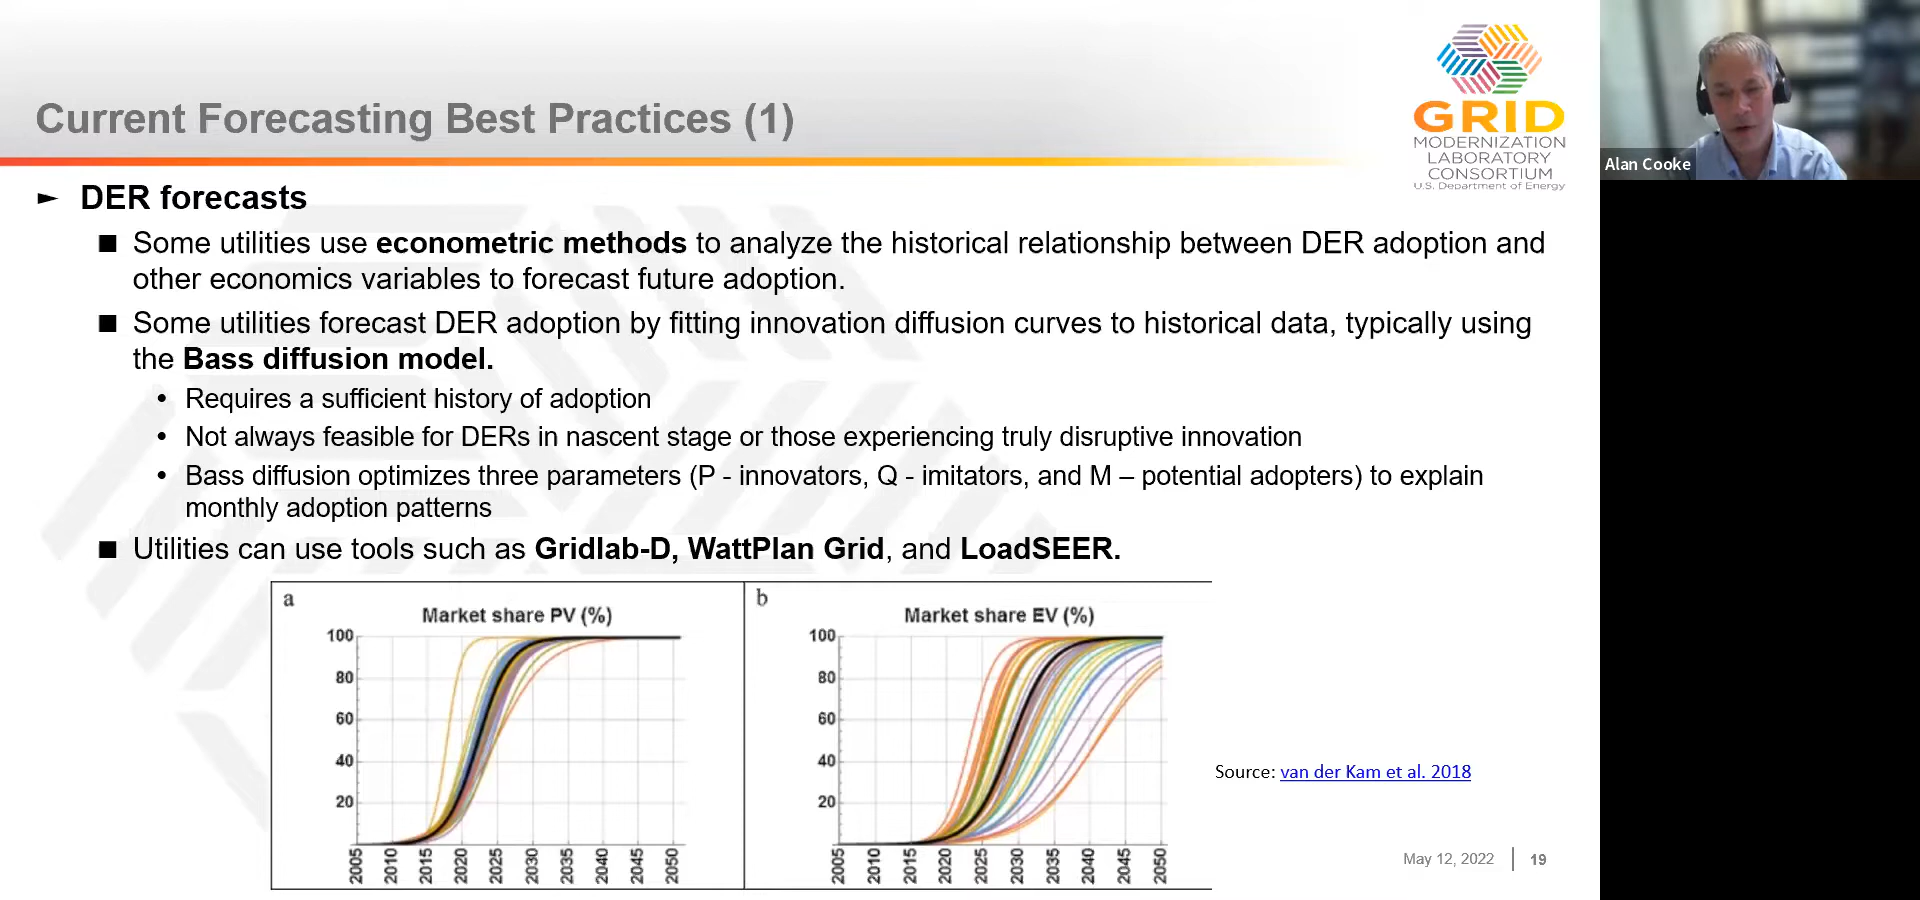 Current Forecasting Best Practices (1)
GRID
MODERNIZATION
LABORATORY
CONSORTIUM
U.S. Department of Energy
Alan Cooke
► DER forecasts
■ Some utilities use econometric methods to analyze the historical relationship between DER adoption and
other economics variables to forecast future adoption.
■ Some utilities forecast DER adoption by fitting innovation diffusion curves to historical data, typically using
the Bass diffusion model.
• Requires a sufficient history of adoption
• Not always feasible for DERs in nascent stage or those experiencing truly disruptive innovation
• Bass diffusion optimizes three parameters (P - innovators, Q - imitators, and M – potential adopters) to explain
monthly adoption patterns
■ Utilities can use tools such as Gridlab-D, WattPlan Grid, and LoadSEER.
a
Market share PV (%)
100
80
60
40
20
2005 2010 2015 2020 2025 2030 2035 2040 2045 2050
b
Market share EV (%)
100
80
60
40
20
2005 2010 2015 2020 2025 2030 2035 2040 2045 2050
Source: van der Kam et al. 2018
May 12, 2022 19